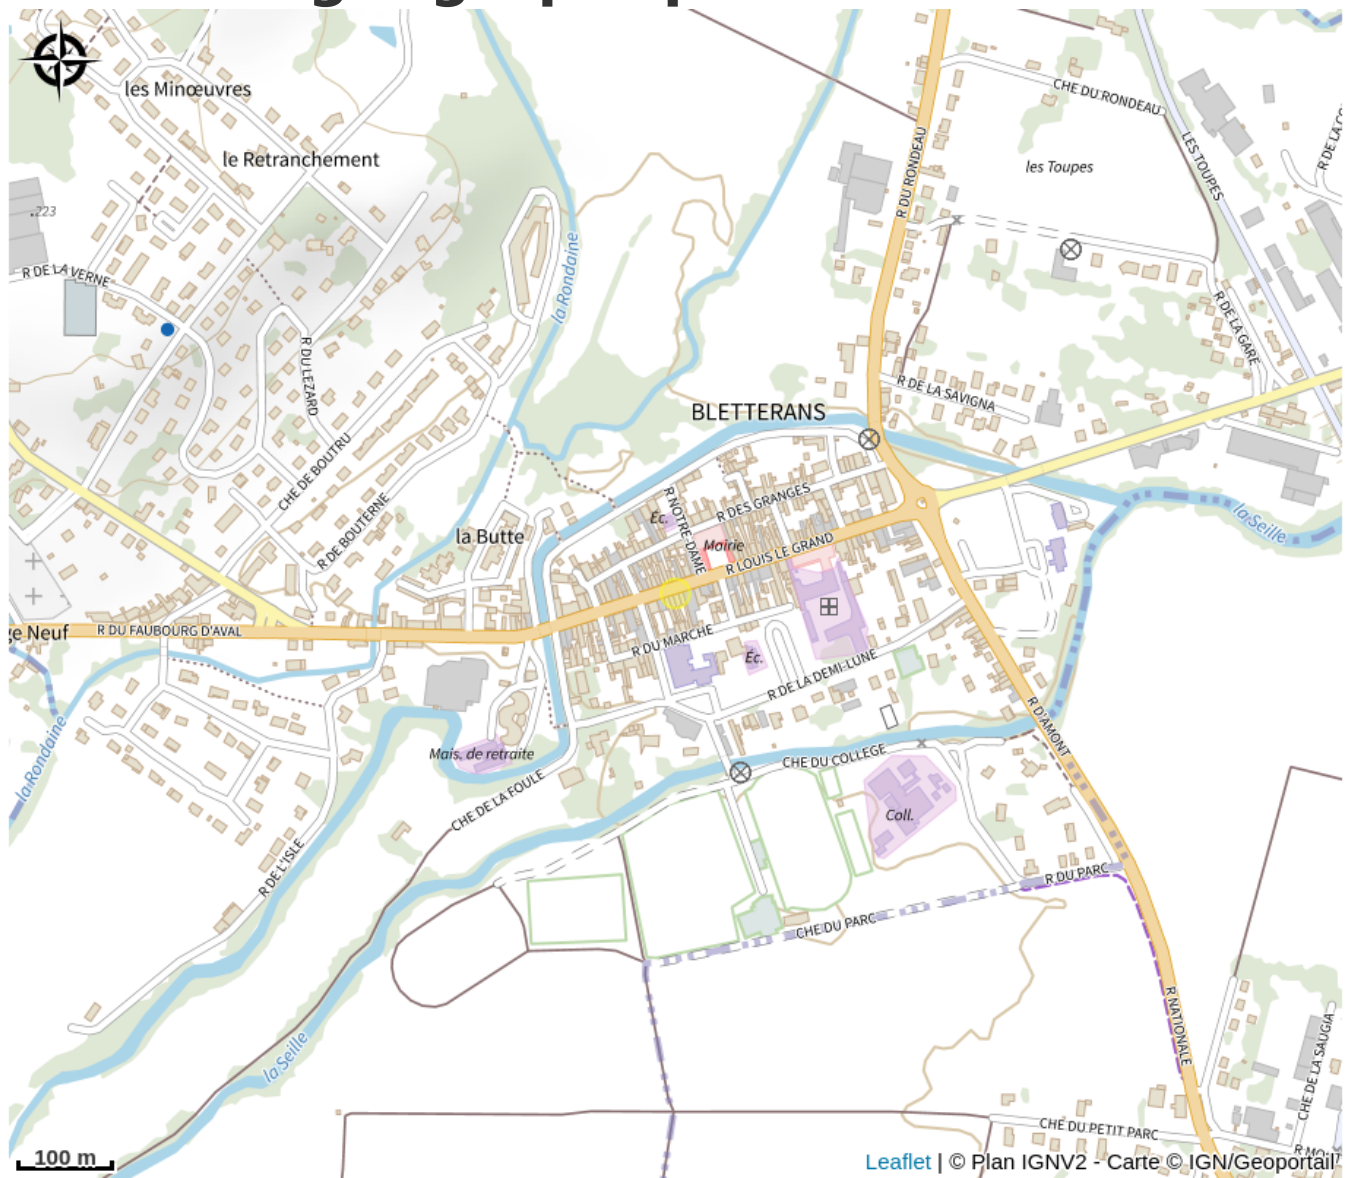 les Minœuvres
le Retranchement
.223
R DE LA VERNE
R DU LEZARD
la Rondaine
CHE DE BOUTRU
R DE BOUTERNE
la Butte
R DU RONDEAU
CHE DU RONDEAU
les Toupes
LES TOUPES
R DE LA GARE
R DE LA SAVIGNA
BLETTERANS
la Seille
R NOTRE-DAME
Éc.
R DES GRANGES
Mairie
R LOUIS LE GRAND
ge Neuf
R DU FAUBOURG D'AVAL
R DU MARCHE
Éc.
R DE LA DEMI-LUNE
la Rondaine
Mais. de retraite
CHE DE LA FOULE
CHE DU COLLEGE
R D'AMONT
Coll.
R DE L'ISLE
R DU PARC
CHE DU PARC
la Seille
R NATIONALE
CHE DE LA SAUGIA
CHE DU PETIT PARC
100 m
Leaflet | © Plan IGNV2 - Carte © IGN/Geoportail